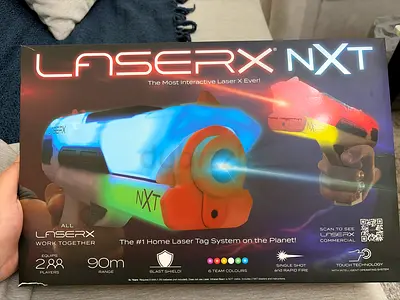 LASERX NXT
The Most Interactive Laser X Ever!
NXT
ALL
LASERX
WORK TOGETHER
The #1 Home Laser Tag System on the Planet!
SCAN TO SEE
LASERX
COMMERCIAL
EQUIPS
2 PLAYERS
90m
RANGE
BLAST SHIELD!
6 TEAM COLOURS
SINGLE SHOT
and RAPID FIRE
TOUCH TECHNOLOGY